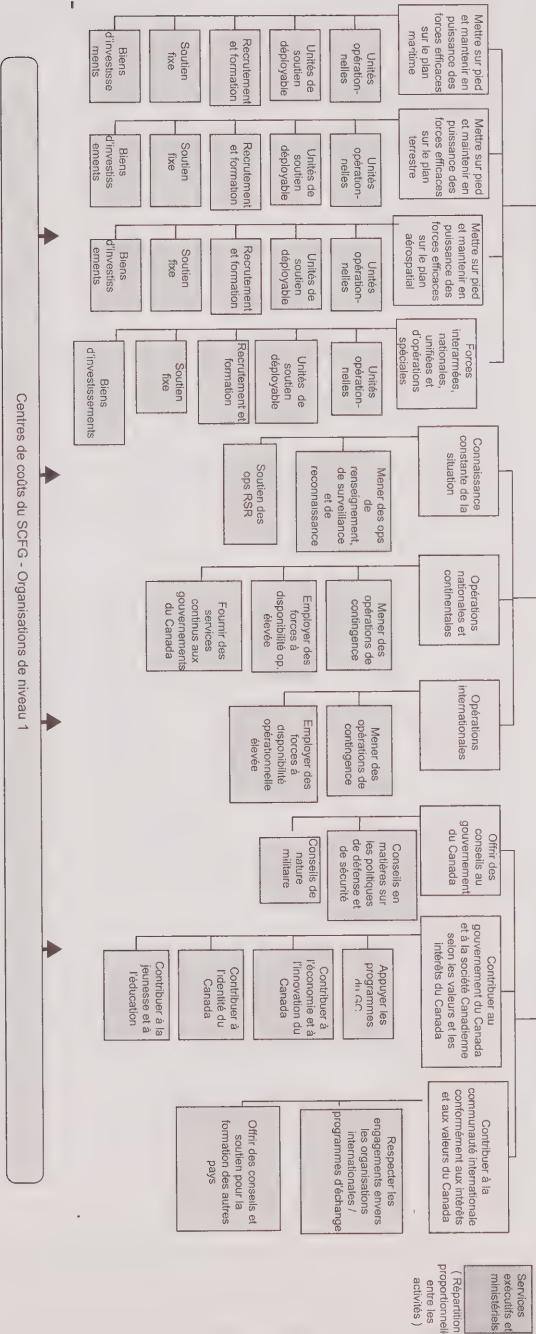 Mettre sur pied
et maintenir en
puissance des
forces efficaces
sur le plan
maritime
Unités
opération-
nelles
Unités de
soutien
déployable
Recrutement
et formation
Soutien
fixe
Biens
d'investisse
ments
Mettre sur pied
et maintenir en
puissance des
forces efficaces
sur le plan
terrestre
Unités
opération-
nelles
Unités de
soutien
déployable
Recrutement
et formation
Soutien
fixe
Biens
d'investiss
ements
Mettre sur pied
et maintenir en
puissance des
forces efficaces
sur le plan
aérospatial
Unités
opération-
nelles
Unités de
soutien
déployable
Recrutement
et formation
Soutien
fixe
Biens
d'investiss
ements
Forces
interarmées,
nationales,
unifiées et
d'opérations
spéciales
Unités
opération-
nelles
Unités de
soutien
déployable
Recrutement et
formation
Soutien
fixe
Biens
d'investissements
Connaissance
constante de la
situation
Mener des ops
de
renseignement,
de surveillance
et de
reconnaissance
Soutien des
ops RSR
Opérations
nationales et
continentales
Mener des
opérations de
contingence
Employer des
forces à
disponibilité op.
élevée
Fournir des
services
continus aux
gouvernements
du Canada
Opérations
internationales
Mener des
opérations de
contingence
Employer des
forces à
disponibilité
opérationnelle
élevée
Offrir des
conseils au
gouvernement
du Canada
Conseils en
matières sur
les politiques
de défense et
de sécurité
Conseils de
nature
militaire
Contribuer au
gouvernement du Canada
et à la société Canadienne
selon les valeurs et les
intérêts du Canada
Appuyer les
programmes
du GC
Contribuer à
l'économie et à
l'innovation du
Canada
Contribuer à
l'identité du
Canada
Contribuer à la
jeunesse et à
l'éducation
Contribuer à la
communauté internationale
conformément aux intérêts
et aux valeurs du Canada
Respecter les
engagements envers
les organisations
internationales /
programmes d'échange
Offrir des conseils et
soutien pour la
formation des autres
pays
Services
exécutifs et
ministériels
( Répartition
proportionnell
entre les
activités )
Centres de coûts du SCFG - Organisations de niveau 1